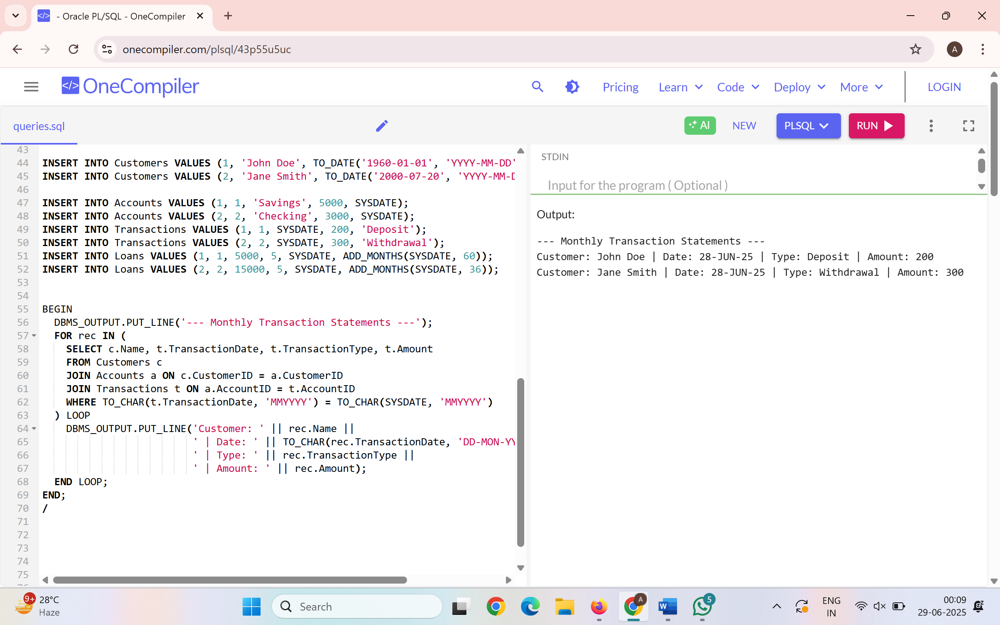 - Oracle PL/SQL - OneCompiler
onecompiler.com/plsql/43p55u5uc
A
</> OneCompiler
Pricing Learn Code Deploy More LOGIN
queries.sql
AI NEW PLSQL RUN
43
44 INSERT INTO Customers VALUES (1, 'John Doe', TO_DATE('1960-01-01', 'YYYY-MM-DD'
45 INSERT INTO Customers VALUES (2, 'Jane Smith', TO_DATE('2000-07-20', 'YYYY-MM-D
46
47 INSERT INTO Accounts VALUES (1, 1, 'Savings', 5000, SYSDATE);
48 INSERT INTO Accounts VALUES (2, 2, 'Checking', 3000, SYSDATE);
49 INSERT INTO Transactions VALUES (1, 1, SYSDATE, 200, 'Deposit');
50 INSERT INTO Transactions VALUES (2, 2, SYSDATE, 300, 'Withdrawal');
51 INSERT INTO Loans VALUES (1, 1, 5000, 5, SYSDATE, ADD_MONTHS(SYSDATE, 60));
52 INSERT INTO Loans VALUES (2, 2, 15000, 5, SYSDATE, ADD_MONTHS(SYSDATE, 36));
53
54
55 BEGIN
56 DBMS_OUTPUT.PUT_LINE('--- Monthly Transaction Statements ---');
57 FOR rec IN (
58 SELECT c.Name, t.TransactionDate, t.TransactionType, t.Amount
59 FROM Customers c
60 JOIN Accounts a ON c.CustomerID = a.CustomerID
61 JOIN Transactions t ON a.AccountID = t.AccountID
62 WHERE TO_CHAR(t.TransactionDate, 'MMYYYY') = TO_CHAR(SYSDATE, 'MMYYYY')
63 ) LOOP
64 DBMS_OUTPUT.PUT_LINE('Customer: ' || rec.Name ||
65 ' | Date: ' || TO_CHAR(rec.TransactionDate, 'DD-MON-YY
66 ' | Type: ' || rec.TransactionType ||
67 ' | Amount: ' || rec.Amount);
68 END LOOP;
69 END;
70 /
71
72
73
74
75
STDIN
Input for the program ( Optional )
Output:
--- Monthly Transaction Statements ---
Customer: John Doe | Date: 28-JUN-25 | Type: Deposit | Amount: 200
Customer: Jane Smith | Date: 28-JUN-25 | Type: Withdrawal | Amount: 300
9+ 28°C
Haze
Search
A
W
5
ENG
IN
00:09
29-06-2025